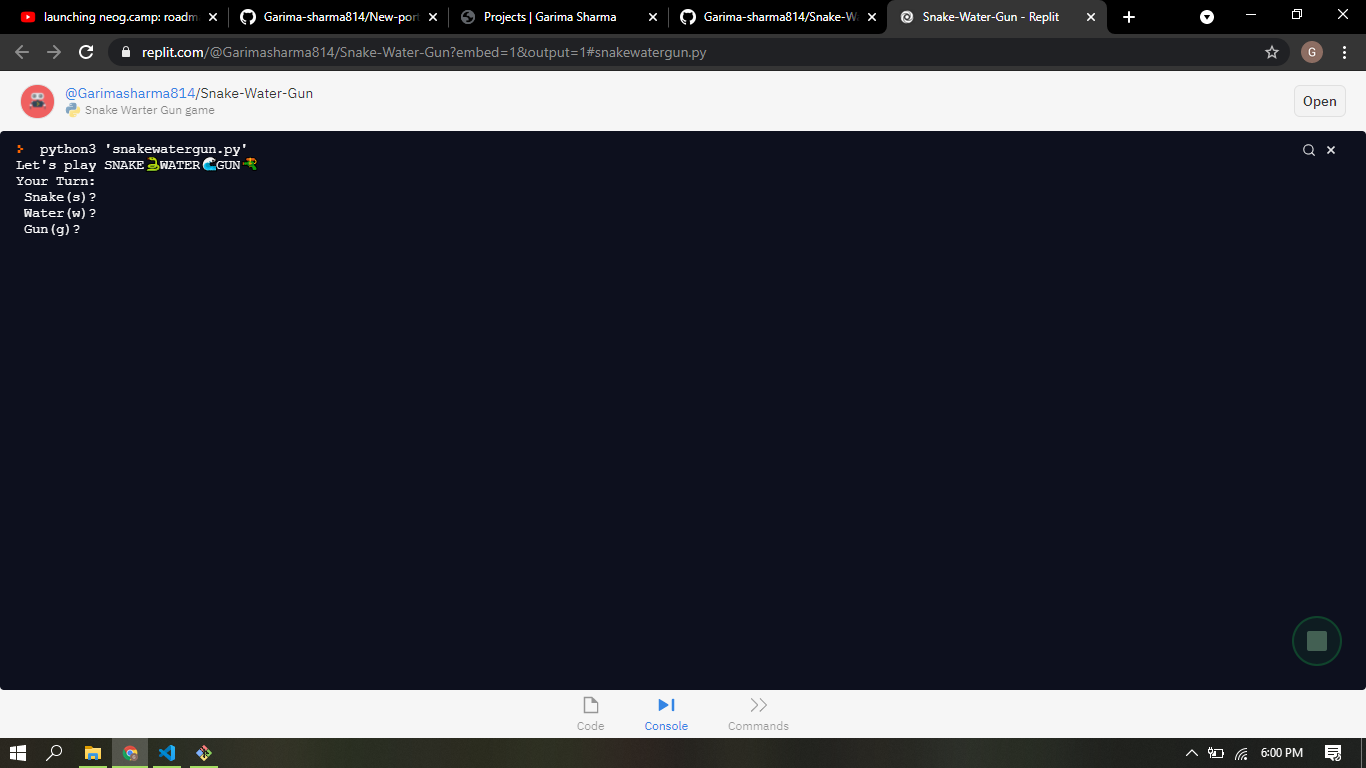 launching neog.camp: roadm
Garima-sharma814/New-port
Projects | Garima Sharma
Garima-sharma814/Snake-Wa
Snake-Water-Gun - Replit
replit.com/@Garimasharma814/Snake-Water-Gun?embed=1&output=1#snakewatergun.py
G
@Garimasharma814/Snake-Water-Gun
Snake Warter Gun game
Open
python3 'snakewatergun.py'
Let's play SNAKE🐍WATER🌊GUN🔫
Your Turn:
Snake(s)?
Water(w)?
Gun(g)?
Code
Console
Commands
6:00 PM